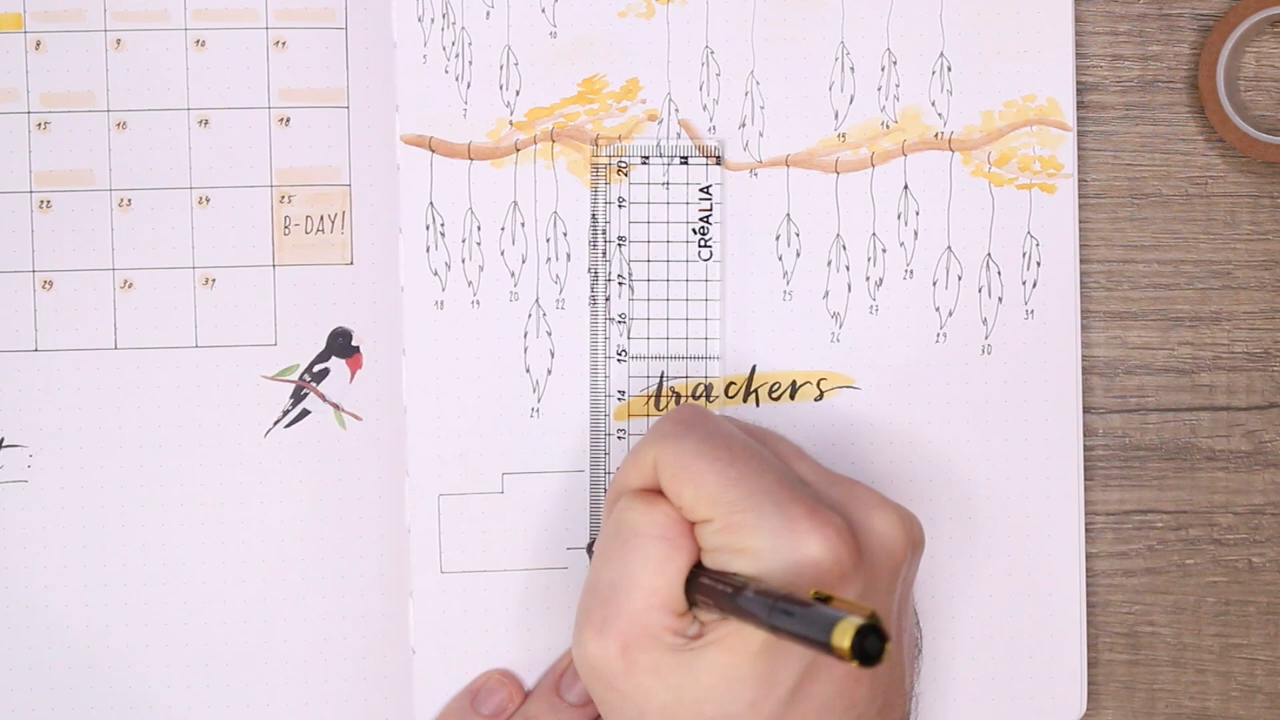 8 9 10 11
15 16 17 18
22 23 24 25
B-DAY!
29 30 31
5 6 7 8 9 10
12 13 14 15 16 17
18 19 20 21 22
25 26 27 28 29 30 31
20 19 18 17 16 15 14 13
CRéALIA
trackers